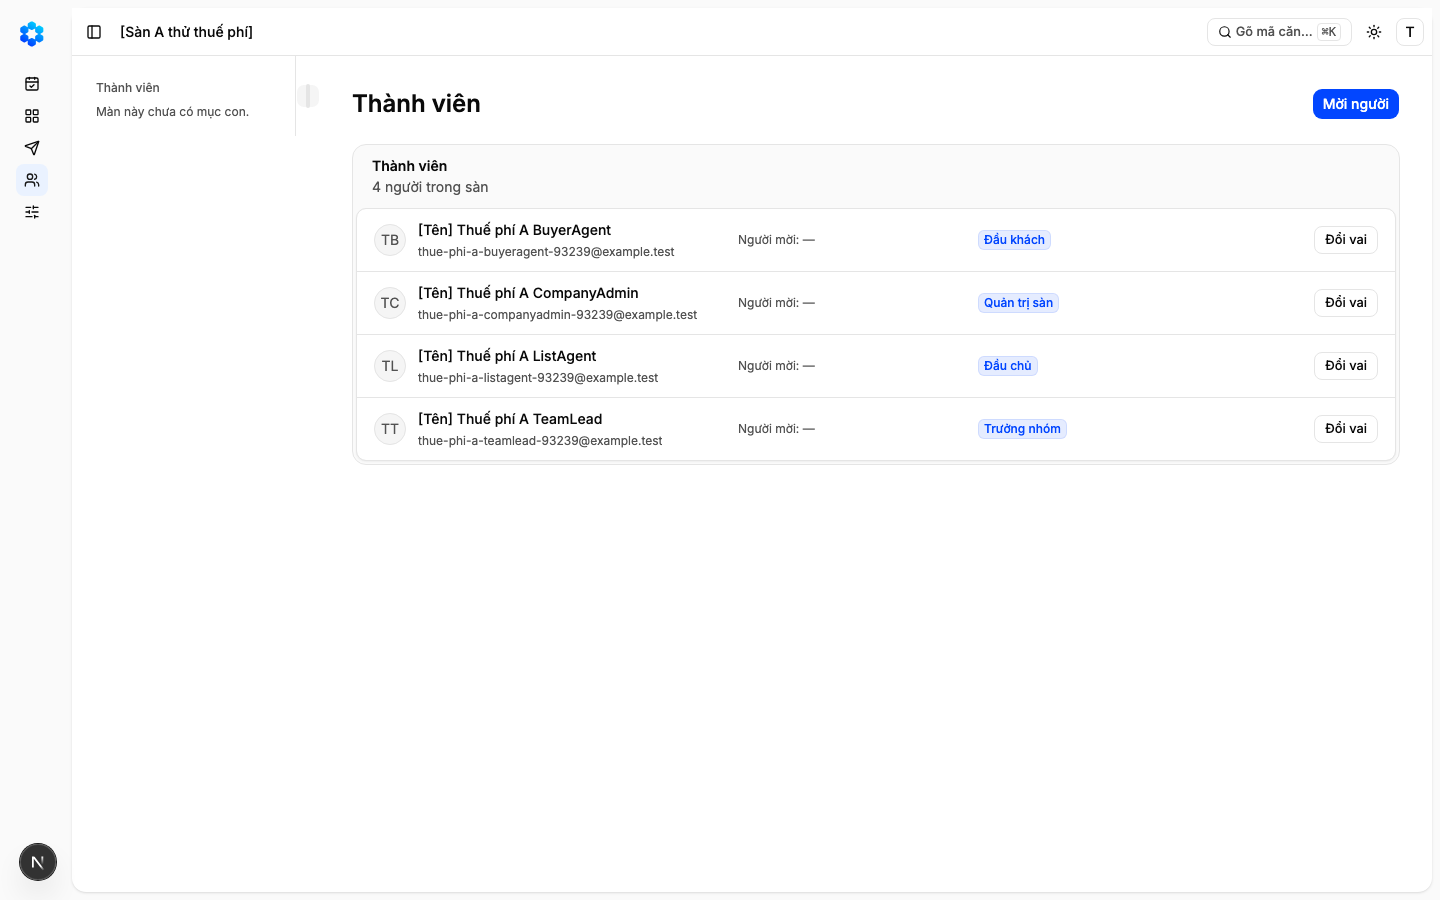 [Sàn A thử thuế phí]
Gõ mã căn... ⌘K
T
Thành viên
Màn này chưa có mục con.
Thành viên
Mời người
Thành viên
4 người trong sàn
TB
[Tên] Thuế phí A BuyerAgent
thue-phi-a-buyeragent-93239@example.test
Người mời: —
Đầu khách
Đổi vai
TC
[Tên] Thuế phí A CompanyAdmin
thue-phi-a-companyadmin-93239@example.test
Người mời: —
Quản trị sàn
Đổi vai
TL
[Tên] Thuế phí A ListAgent
thue-phi-a-listagent-93239@example.test
Người mời: —
Đầu chủ
Đổi vai
TT
[Tên] Thuế phí A TeamLead
thue-phi-a-teamlead-93239@example.test
Người mời: —
Trưởng nhóm
Đổi vai
N